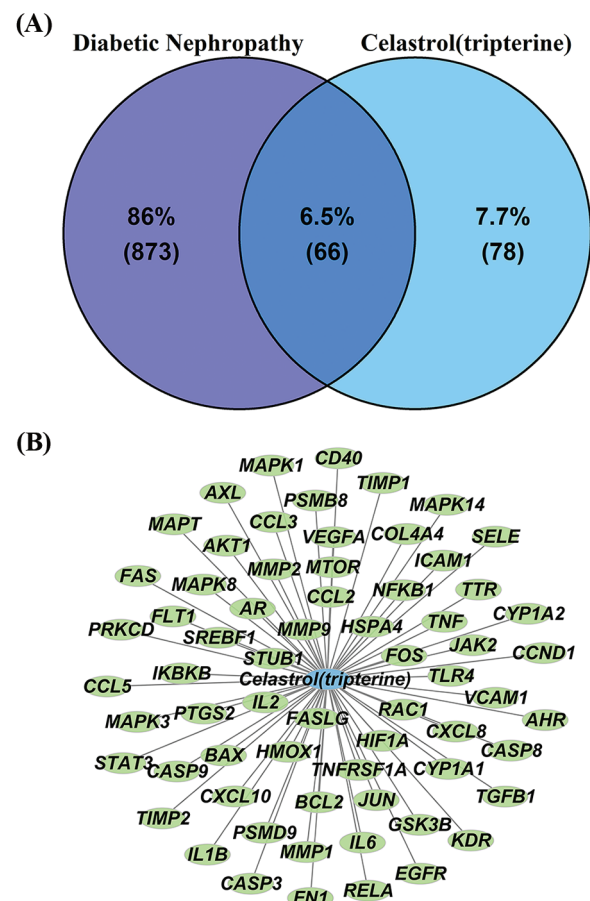 (A)
Diabetic Nephropathy Celastrol(tripterine)
86% 6.5% 7.7%
(873) (66) (78)
(B)
CD40
MAPK1
TIMP1
AXL
PSMB8
MAPK14
MAPT
CCL3
VEGFA
COL4A4
SELE
AKT1
ICAM1
FAS
MMP2
MTOR
MAPK8
CCL2
NFKB1
TTR
AR
CYP1A2
FLT1
TNF
PRKCD
SREBF1
MMP9
HSPA4
JAK2
CCND1
STUB1
FOS
IKBKB
Celastrol(tripterine)
TLR4
CCL5
VCAM1
IL2
PTGS2
RAC1
MAPK3
FASLG
AHR
CXCL8
HIF1A
CASP8
STAT3
BAX
HMOX1
CASP9
TNFRSF1A
CYP1A1
CXCL10
TGFB1
BCL2
JUN
TIMP2
GSK3B
PSMD9
KDR
IL6
IL1B
MMP1
EGFR
CASP3
RELA
FN1